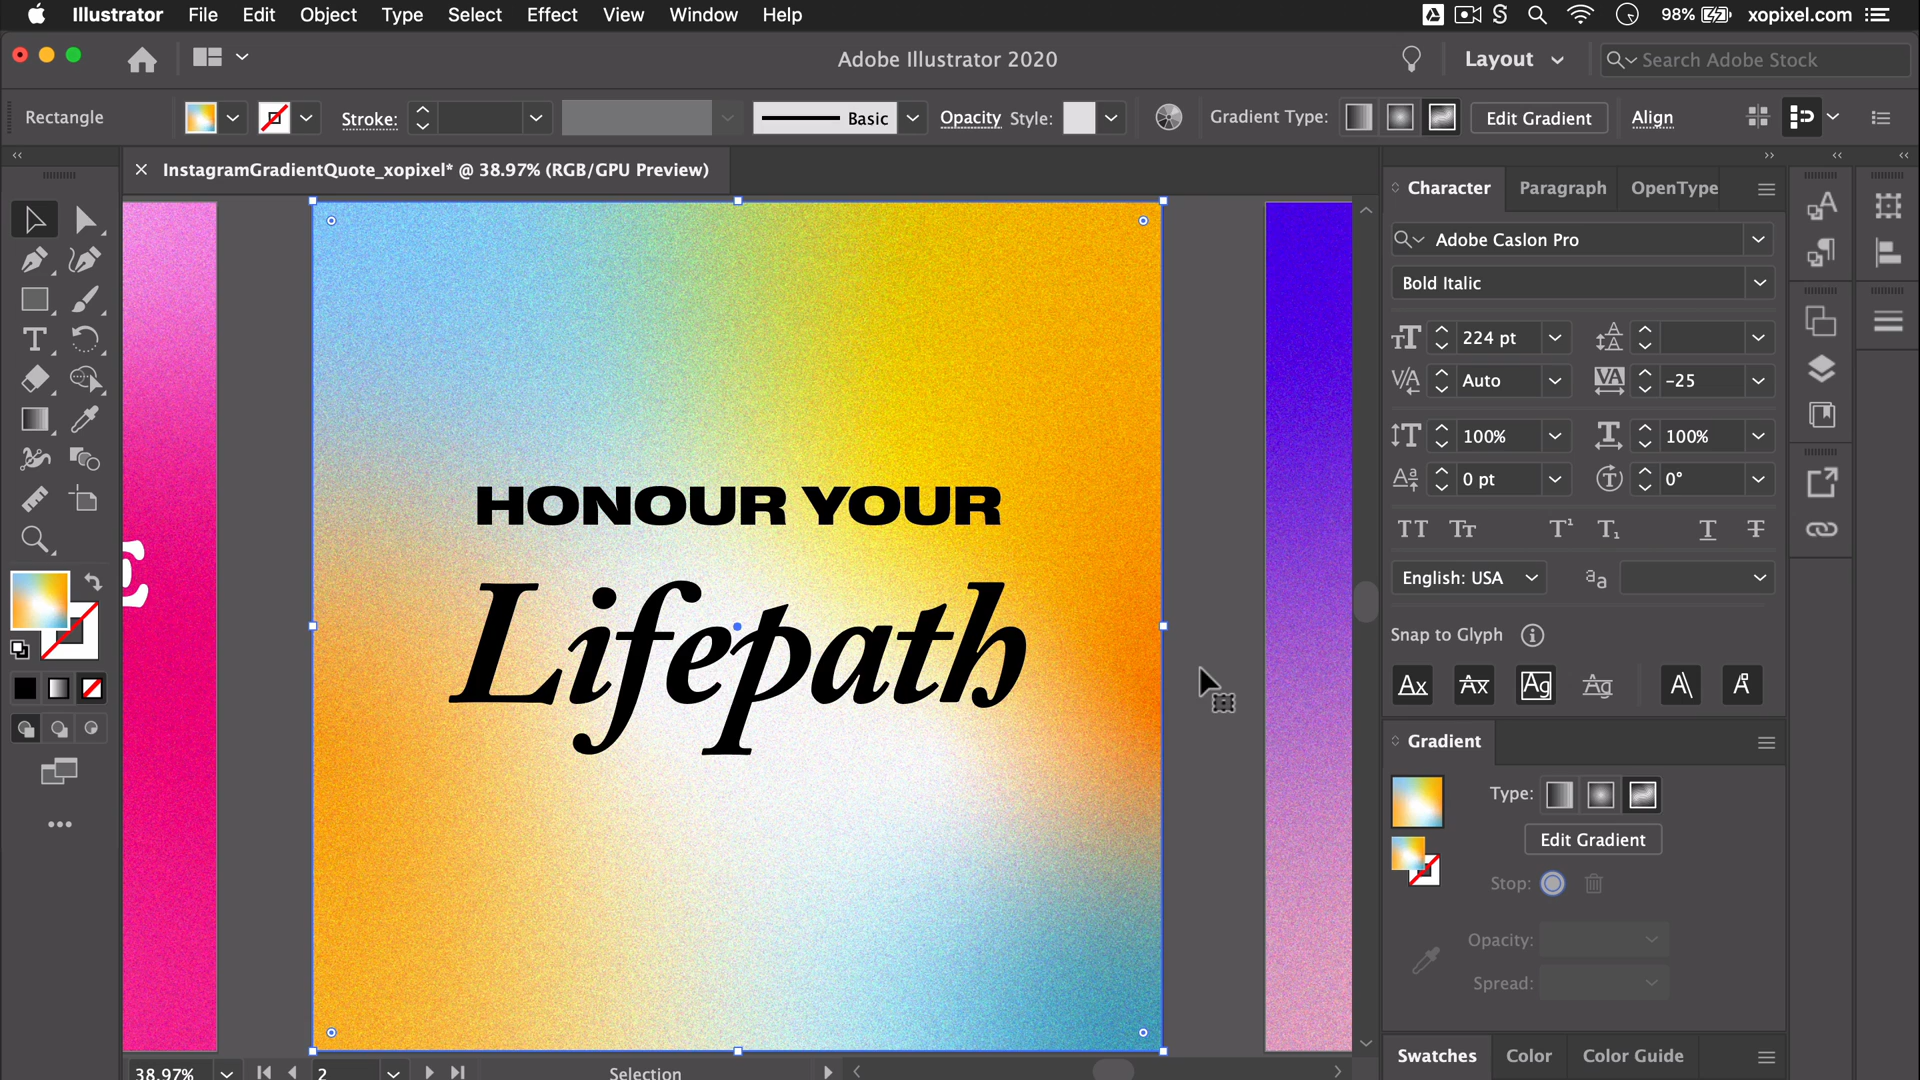 Illustrator File Edit Object Type Select Effect View Window Help 98% xopixel.com
Adobe Illustrator 2020 Layout Search Adobe Stock
Rectangle Stroke: Basic Opacity Style: Gradient Type: Edit Gradient Align
InstagramGradientQuote_xopixel* @ 38.97% (RGB/GPU Preview)
Character Paragraph OpenType
Adobe Caslon Pro
Bold Italic
224 pt
Auto -25
100% 100%
0 pt 0°
English: USA
Snap to Glyph
HONOUR YOUR
Lifepath
E
Gradient
Type:
Edit Gradient
Stop:
Opacity:
Spread:
Swatches Color Color Guide
38.97% 2 Selection